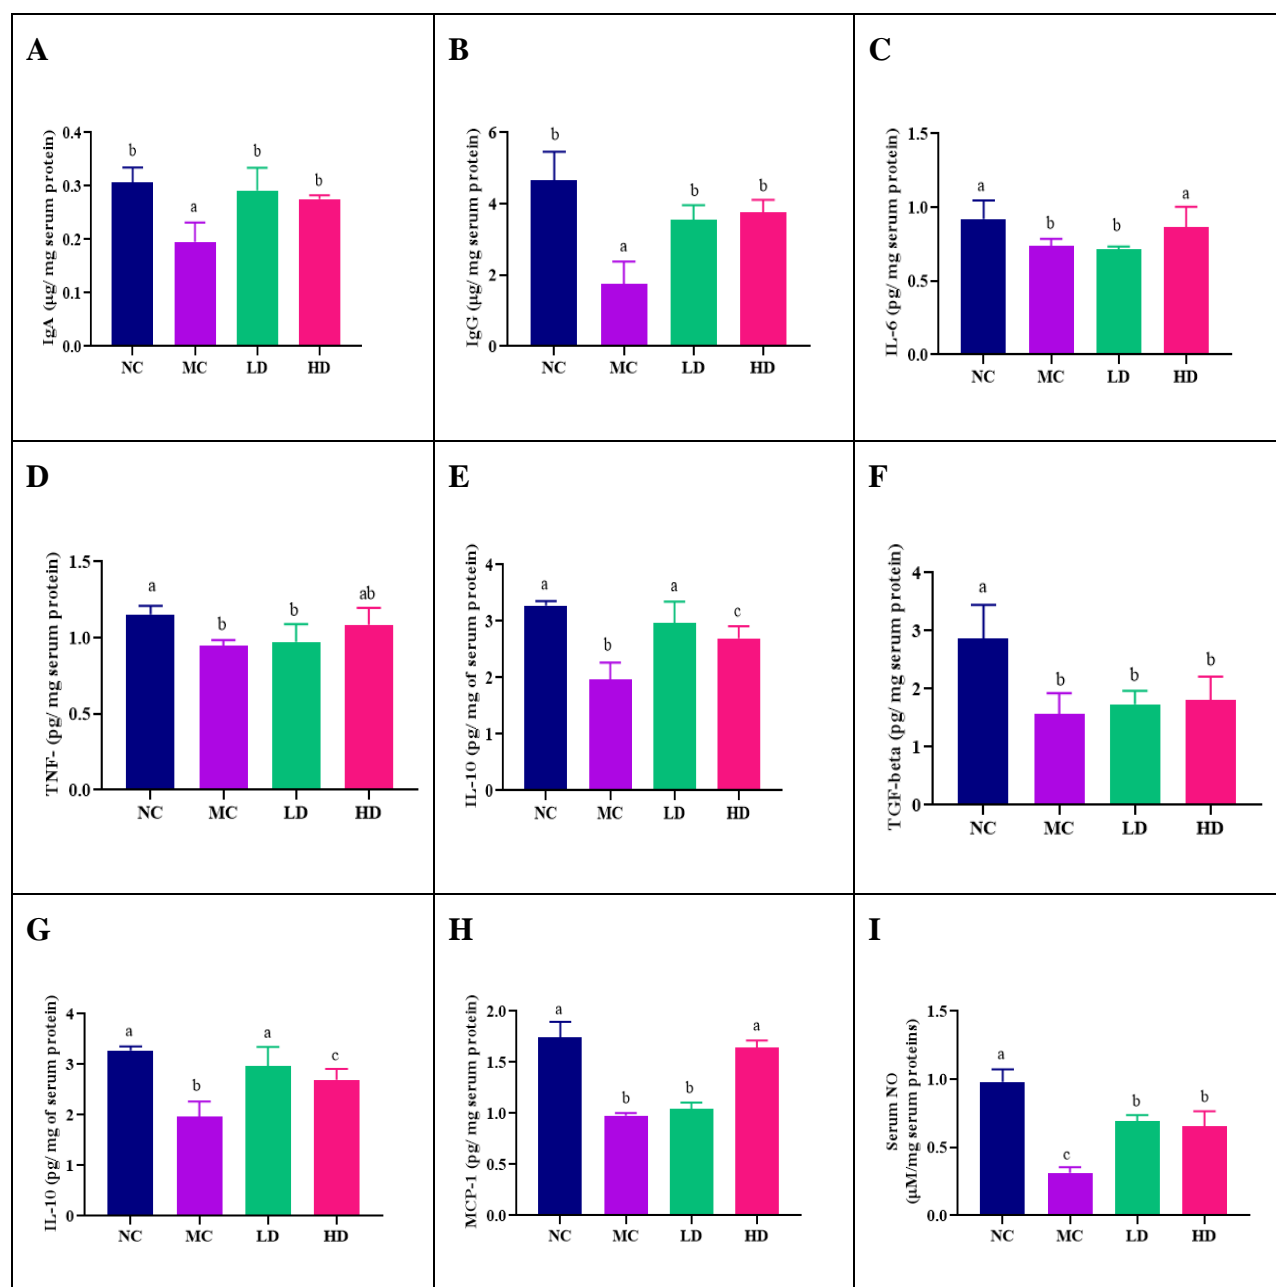 A
IgA (µg/ mg serum protein)
0.4
0.3
0.2
0.1
0.0
b
a
b
b
NC MC LD HD
B
IgG (µg/ mg serum protein)
6
4
2
0
b
a
b
b
NC MC LD HD
C
IL-6 (pg/ mg serum protein)
1.5
1.0
0.5
0.0
a
b
b
a
NC MC LD HD
D
TNF- (pg/ mg serum protein)
1.5
1.0
0.5
0.0
a
b
b
ab
NC MC LD HD
E
IL-10 (pg/ mg of serum protein)
4
3
2
1
0
a
b
a
c
NC MC LD HD
F
TGF-beta (pg/ mg serum protein)
4
3
2
1
0
a
b
b
b
NC MC LD HD
G
IL-10 (pg/ mg of serum protein)
4
3
2
1
0
a
b
a
c
NC MC LD HD
H
MCP-1 (pg/ mg serum protein)
2.0
1.5
1.0
0.5
0.0
a
b
b
a
NC MC LD HD
I
Serum NO
(µM/mg serum proteins)
1.5
1.0
0.5
0.0
a
c
b
b
NC MC LD HD